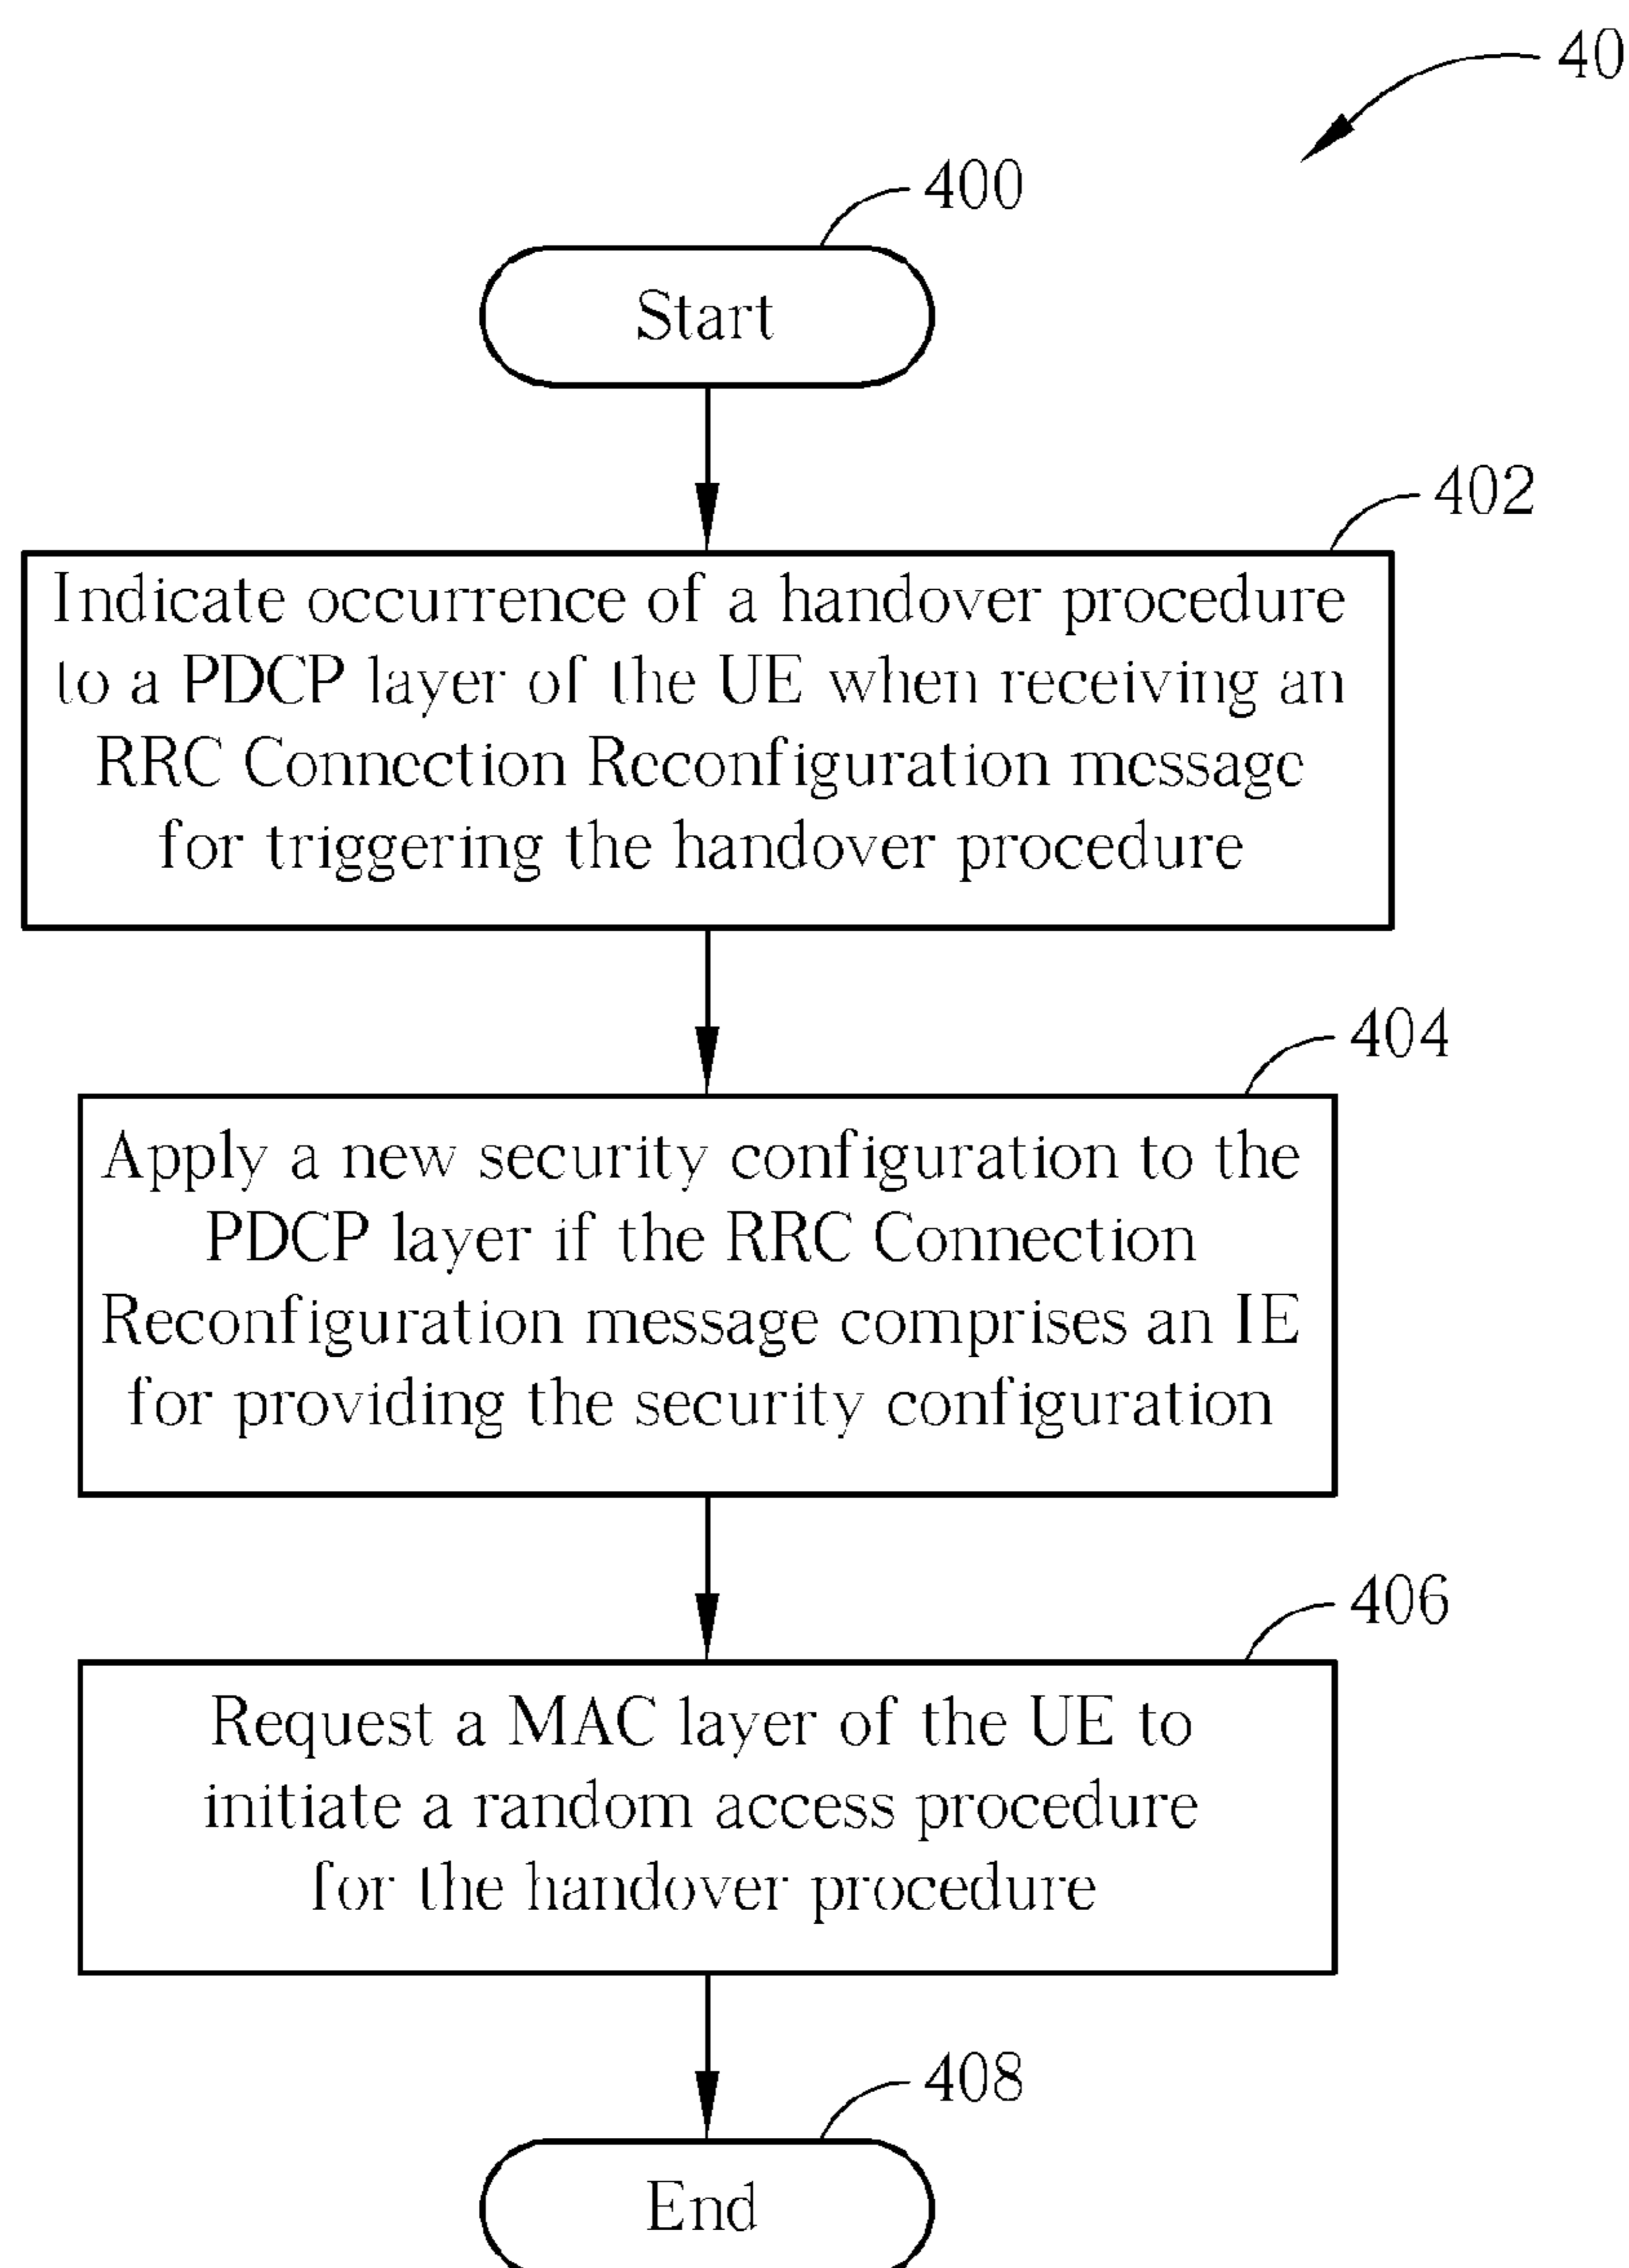 40
400
Start
402
Indicate occurrence of a handover procedure
to a PDCP layer of the UE when receiving an
RRC Connection Reconfiguration message
for triggering the handover procedure
404
Apply a new security configuration to the
PDCP layer if the RRC Connection
Reconfiguration message comprises an IE
for providing the security configuration
406
Request a MAC layer of the UE to
initiate a random access procedure
for the handover procedure
408
End